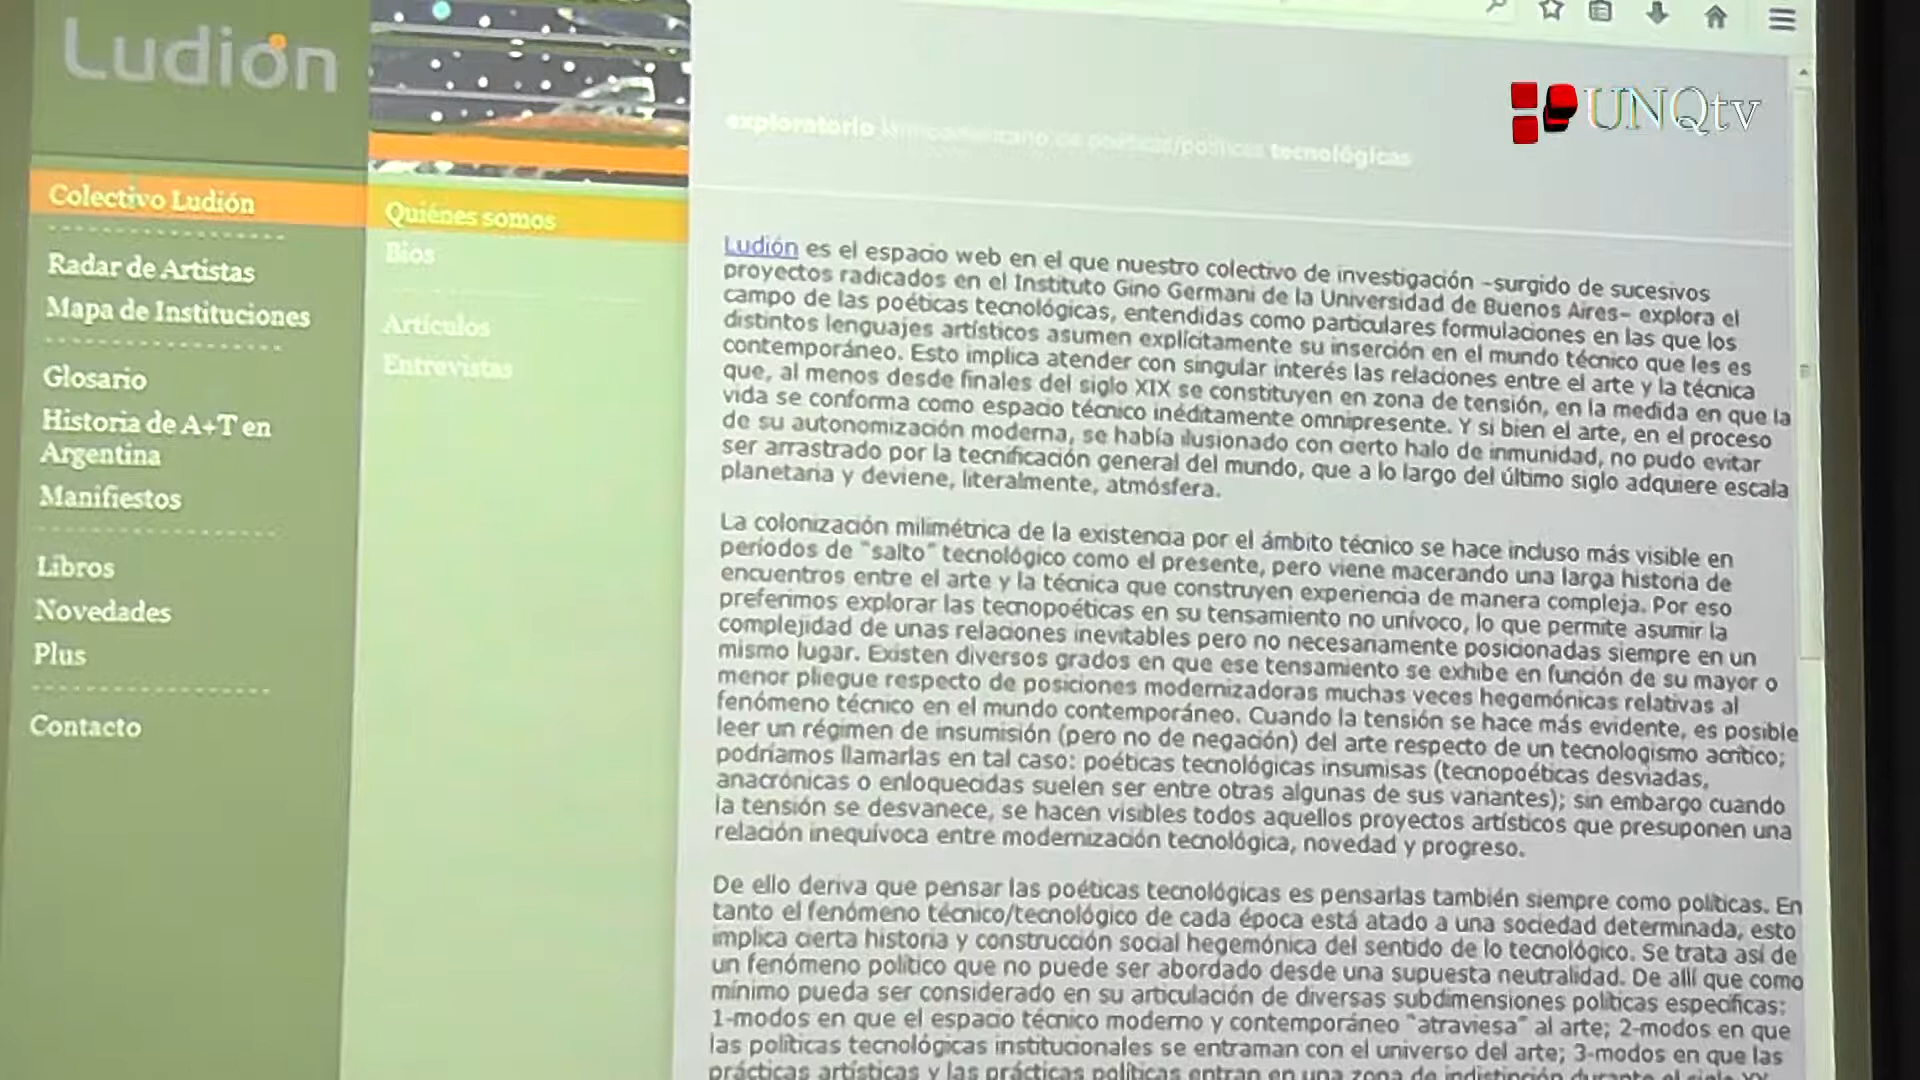 Ludión
UNQtv
exploratorio latinoamericano de poéticas/políticas tecnológicas
Colectivo Ludión
Radar de Artistas
Mapa de Instituciones
Glosario
Historia de A+T en
Argentina
Manifiestos
Libros
Novedades
Plus
Contacto
Quiénes somos
Bios
Artículos
Entrevistas
Ludión es el espacio web en el que nuestro colectivo de investigación -surgido de sucesivos
proyectos radicados en el Instituto Gino Germani de la Universidad de Buenos Aires- explora el
campo de las poéticas tecnológicas, entendidas como particulares formulaciones en las que los
distintos lenguajes artísticos asumen explícitamente su inserción en el mundo técnico que les es
contemporáneo. Esto implica atender con singular interés las relaciones entre el arte y la técnica
que, al menos desde finales del siglo XIX se constituyen en zona de tensión, en la medida en que la
vida se conforma como espacio técnico inéditamente omnipresente. Y si bien el arte, en el proceso
de su autonomización moderna, se había ilusionado con cierto halo de inmunidad, no pudo evitar
ser arrastrado por la tecnificación general del mundo, que a lo largo del último siglo adquiere escala
planetaria y deviene, literalmente, atmósfera.
La colonización milimétrica de la existencia por el ámbito técnico se hace incluso más visible en
períodos de "salto" tecnológico como el presente, pero viene macerando una larga historia de
encuentros entre el arte y la técnica que construyen experiencia de manera compleja. Por eso
preferimos explorar las tecnopoéticas en su tensamiento no unívoco, lo que permite asumir la
complejidad de unas relaciones inevitables pero no necesariamente posicionadas siempre en un
mismo lugar. Existen diversos grados en que ese tensamiento se exhibe en función de su mayor o
menor pliegue respecto de posiciones modernizadoras muchas veces hegemónicas relativas al
fenómeno técnico en el mundo contemporáneo. Cuando la tensión se hace más evidente, es posible
leer un régimen de insumisión (pero no de negación) del arte respecto de un tecnologismo acrítico;
podríamos llamarlas en tal caso: poéticas tecnológicas insumisas (tecnopoéticas desviadas,
anacrónicas o enloquecidas suelen ser entre otras algunas de sus variantes); sin embargo cuando
la tensión se desvanece, se hacen visibles todos aquellos proyectos artísticos que presuponen una
relación inequívoca entre modernización tecnológica, novedad y progreso.
De ello deriva que pensar las poéticas tecnológicas es pensarlas también siempre como políticas. En
tanto el fenómeno técnico/tecnológico de cada época está atado a una sociedad determinada, esto
implica cierta historia y construcción social hegemónica del sentido de lo tecnológico. Se trata así de
un fenómeno político que no puede ser abordado desde una supuesta neutralidad. De allí que como
mínimo pueda ser considerado en su articulación de diversas subdimensiones políticas específicas:
1-modos en que el espacio técnico moderno y contemporáneo "atraviesa" al arte; 2-modos en que
las políticas tecnológicas institucionales se entraman con el universo del arte; 3-modos en que las
prácticas artísticas y las prácticas políticas entran en una zona de indistinción durante el siglo XX